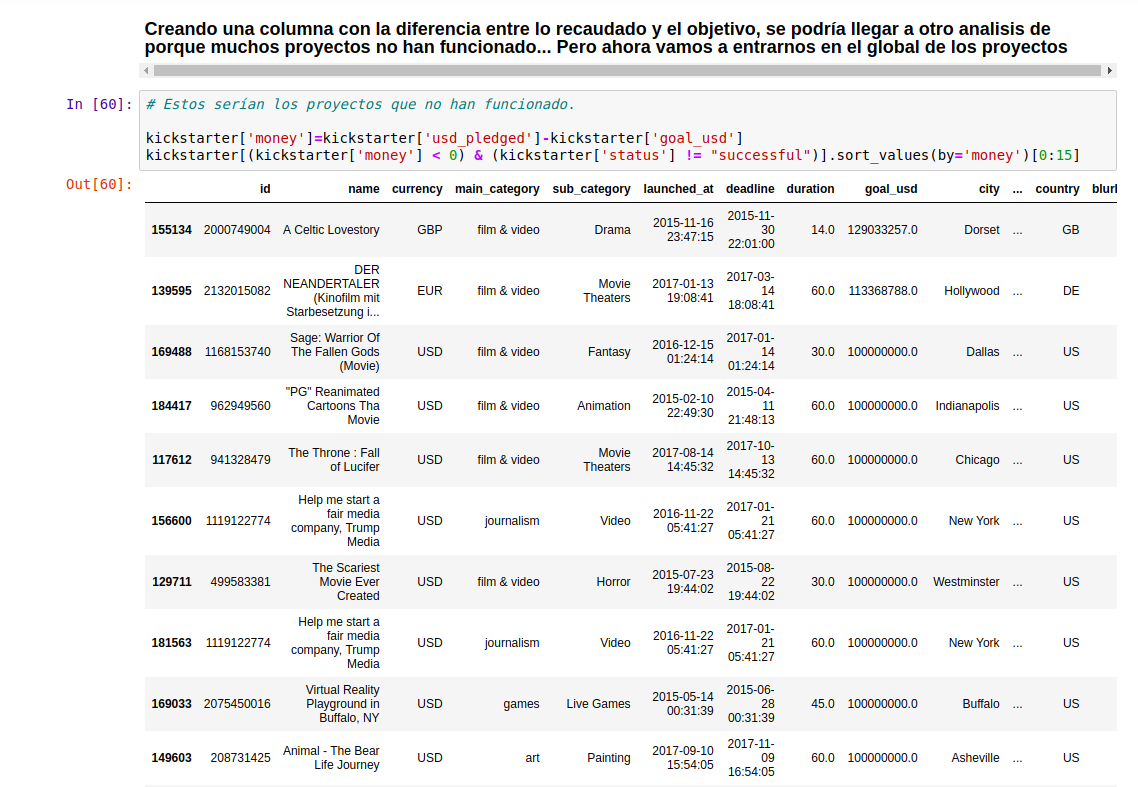 Creando una columna con la diferencia entre lo recaudado y el objetivo, se podría llegar a otro analisis de
porque muchos proyectos no han funcionado... Pero ahora vamos a entrarnos en el global de los proyectos
In [60]: # Estos serían los proyectos que no han funcionado.
kickstarter['money']=kickstarter['usd_pledged']-kickstarter['goal_usd']
kickstarter[(kickstarter['money'] < 0) & (kickstarter['status'] != "successful")].sort_values(by='money')[0:15]
Out[60]:
id name currency main_category sub_category launched_at deadline duration goal_usd city ... country blurb
155134 2000749004 A Celtic Lovestory GBP film & video Drama 2015-11-16 23:47:15 2015-11-30 22:01:00 14.0 129033257.0 Dorset ... GB
139595 2132015082 DER NEANDERTALER (Kinofilm mit Starbesetzung i... EUR film & video Movie Theaters 2017-01-13 19:08:41 2017-03-14 18:08:41 60.0 113368788.0 Hollywood ... DE
169488 1168153740 Sage: Warrior Of The Fallen Gods (Movie) USD film & video Fantasy 2016-12-15 01:24:14 2017-01-14 01:24:14 30.0 100000000.0 Dallas ... US
184417 962949560 "PG" Reanimated Cartoons Tha Movie USD film & video Animation 2015-02-10 22:49:30 2015-04-11 21:48:13 60.0 100000000.0 Indianapolis ... US
117612 941328479 The Throne : Fall of Lucifer USD film & video Movie Theaters 2017-08-14 14:45:32 2017-10-13 14:45:32 60.0 100000000.0 Chicago ... US
156600 1119122774 Help me start a fair media company, Trump Media USD journalism Video 2016-11-22 05:41:27 2017-01-21 05:41:27 60.0 100000000.0 New York ... US
129711 499583381 The Scariest Movie Ever Created USD film & video Horror 2015-07-23 19:44:02 2015-08-22 19:44:02 30.0 100000000.0 Westminster ... US
181563 1119122774 Help me start a fair media company, Trump Media USD journalism Video 2016-11-22 05:41:27 2017-01-21 05:41:27 60.0 100000000.0 New York ... US
169033 2075450016 Virtual Reality Playground in Buffalo, NY USD games Live Games 2015-05-14 00:31:39 2015-06-28 00:31:39 45.0 100000000.0 Buffalo ... US
149603 208731425 Animal - The Bear Life Journey USD art Painting 2017-09-10 15:54:05 2017-11-09 16:54:05 60.0 100000000.0 Asheville ... US